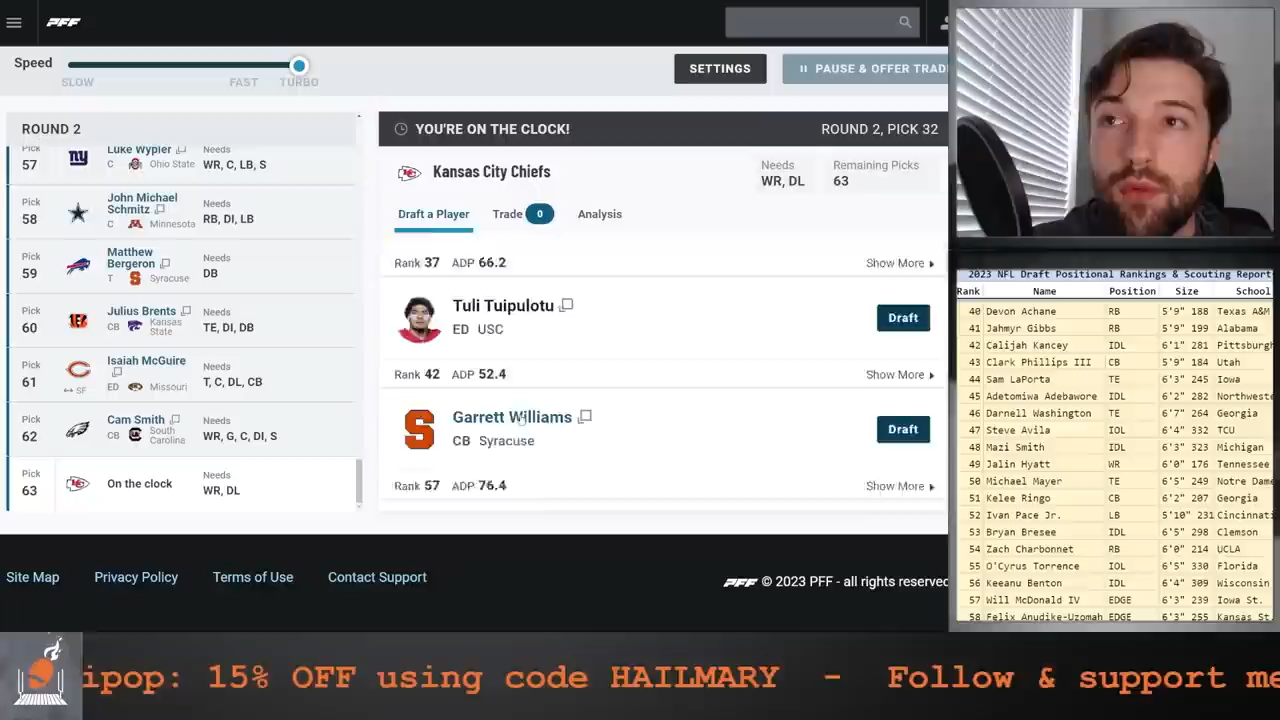 PFF
Speed
SLOW
FAST
TURBO
SETTINGS
PAUSE & OFFER TRAD
ROUND 2
Pick
57
Luke Wypler
C Ohio State
Needs
WR, C, LB, S
Pick
58
John Michael
Schmitz
C Minnesota
Needs
RB, DI, LB
Pick
59
Matthew
Bergeron
T Syracuse
Needs
DB
Pick
60
Julius Brents
CB Kansas
State
Needs
TE, DI, DB
Pick
61
SF
Isaiah McGuire
ED Missouri
Needs
T, C, DL, CB
Pick
62
Cam Smith
CB South
Carolina
Needs
WR, G, C, DI, S
Pick
63
On the clock
Needs
WR, DL
YOU'RE ON THE CLOCK!
ROUND 2, PICK 32
Kansas City Chiefs
Needs
WR, DL
Remaining Picks
63
Draft a Player
Trade 0
Analysis
Rank 37 ADP 66.2
Show More
Tuli Tuipulotu
ED USC
Draft
Rank 42 ADP 52.4
Show More
Garrett Williams
CB Syracuse
Draft
Rank 57 ADP 76.4
Show More
Site Map
Privacy Policy
Terms of Use
Contact Support
PFF © 2023 PFF - all rights reserved
2023 NFL Draft Positional Rankings & Scouting Report
Rank Name Position Size School
40 Devon Achane RB 5'9" 188 Texas A&M
41 Jahmyr Gibbs RB 5'9" 199 Alabama
42 Calijah Kancey IDL 6'1" 281 Pittsburgh
43 Clark Phillips III CB 5'9" 184 Utah
44 Sam LaPorta TE 6'3" 245 Iowa
45 Adetomiwa Adebawore IDL 6'2" 282 Northweste
46 Darnell Washington TE 6'7" 264 Georgia
47 Steve Avila IOL 6'4" 332 TCU
48 Mazi Smith IDL 6'3" 323 Michigan
49 Jalin Hyatt WR 6'0" 176 Tennessee
50 Michael Mayer TE 6'5" 249 Notre Dame
51 Kelee Ringo CB 6'2" 207 Georgia
52 Ivan Pace Jr. LB 5'10" 231 Cincinnati
53 Bryan Bresee IDL 6'5" 298 Clemson
54 Zach Charbonnet RB 6'0" 214 UCLA
55 O'Cyrus Torrence IOL 6'5" 330 Florida
56 Keeanu Benton IDL 6'4" 309 Wisconsin
57 Will McDonald IV EDGE 6'3" 239 Iowa St.
58 Felix Anudike-Uzomah EDGE 6'3" 255 Kansas St
ipop: 15% OFF using code HAILMARY - Follow & support me